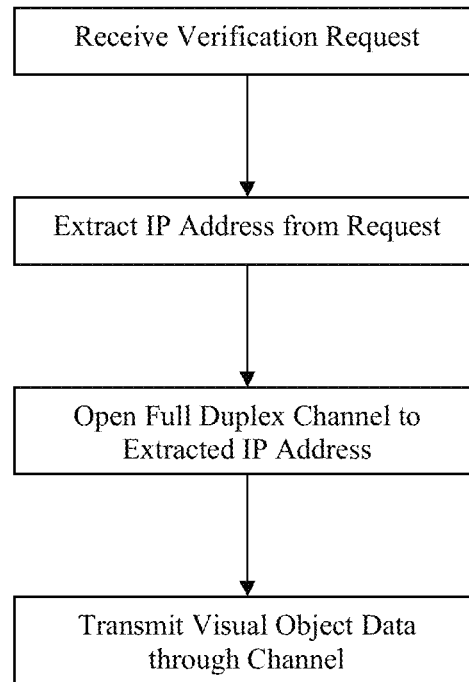 Receive Verification Request
Extract IP Address from Request
Open Full Duplex Channel to
Extracted IP Address
Transmit Visual Object Data
through Channel